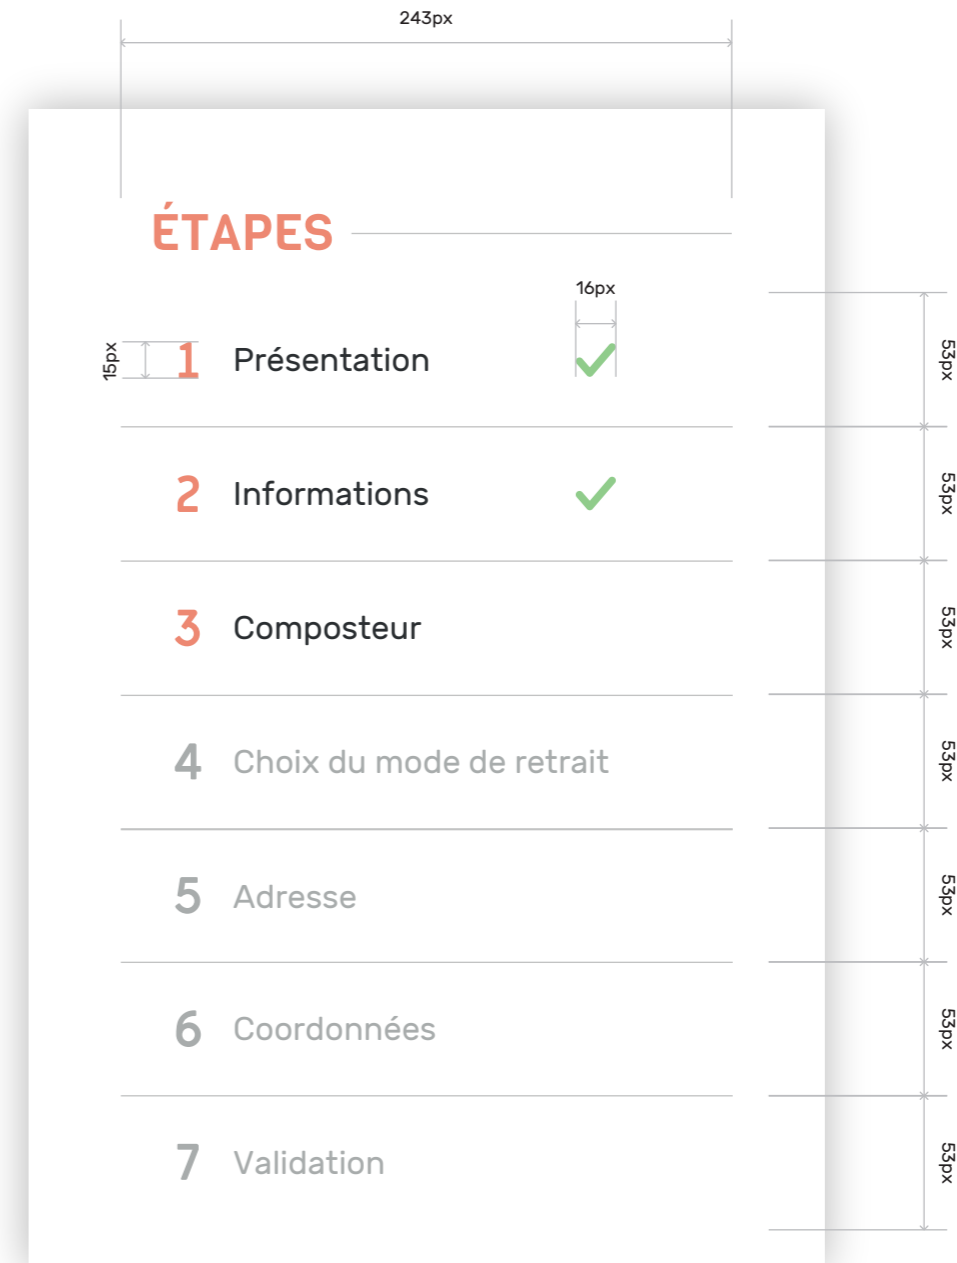 243px
ÉTAPES
16px
15px
1 Présentation
53px
2 Informations
53px
3 Composteur
53px
4 Choix du mode de retrait
53px
5 Adresse
53px
6 Coordonnées
53px
7 Validation
53px